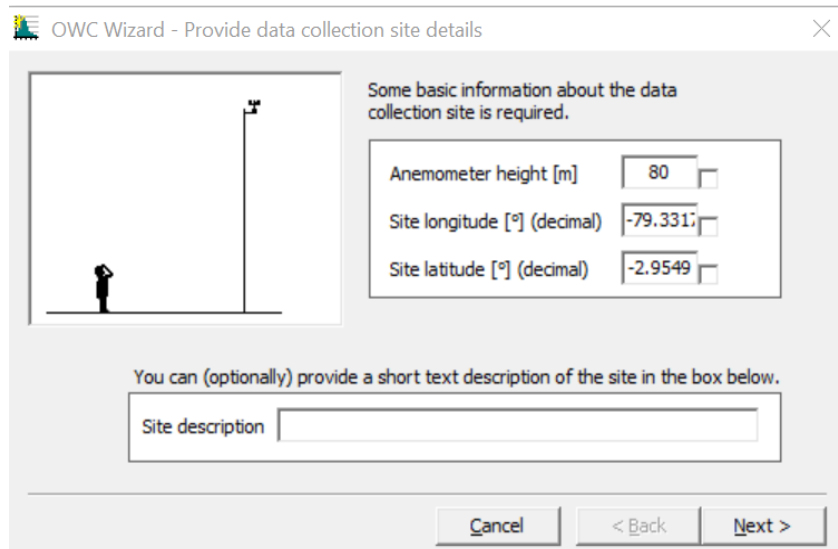 OWC Wizard - Provide data collection site details
Some basic information about the data
collection site is required.
Anemometer height [m] 80
Site longitude [º] (decimal) -79.3317
Site latitude [º] (decimal) -2.9549
You can (optionally) provide a short text description of the site in the box below.
Site description
Cancel < Back Next >